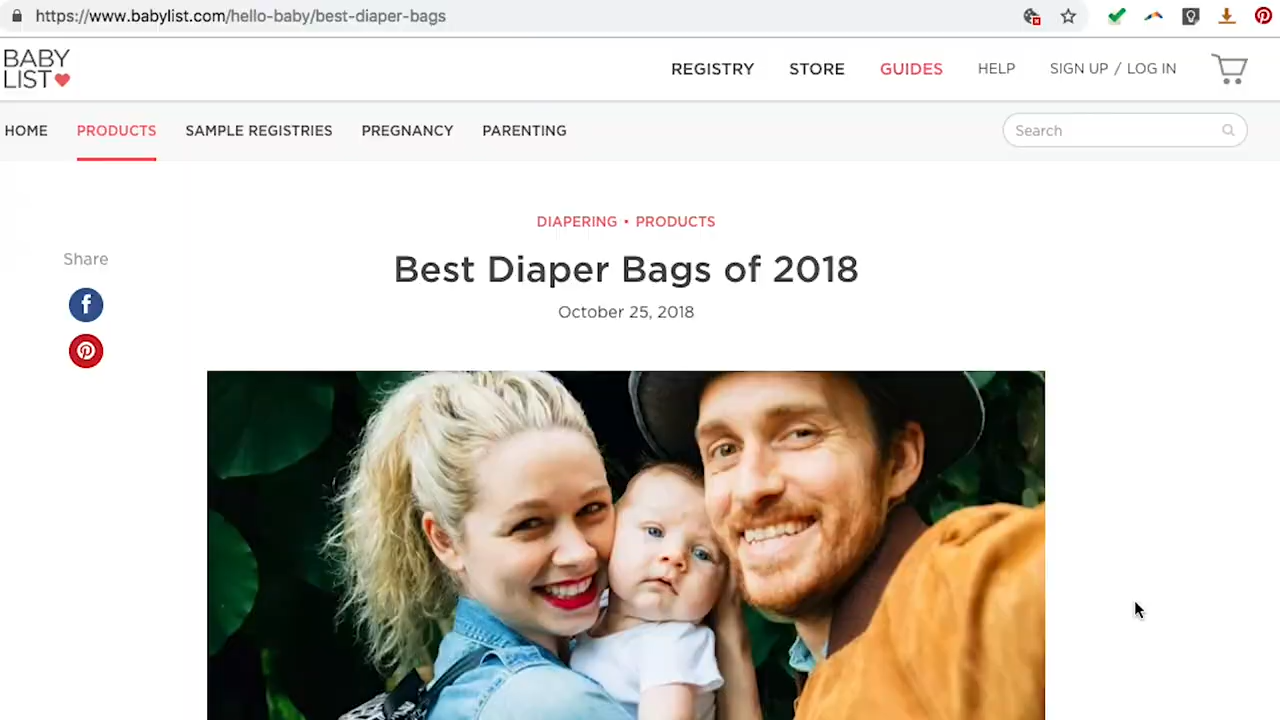 https://www.babylist.com/hello-baby/best-diaper-bags
BABY
LIST
REGISTRY STORE GUIDES HELP SIGN UP / LOG IN
HOME PRODUCTS SAMPLE REGISTRIES PREGNANCY PARENTING Search
DIAPERING • PRODUCTS
Share
Best Diaper Bags of 2018
October 25, 2018